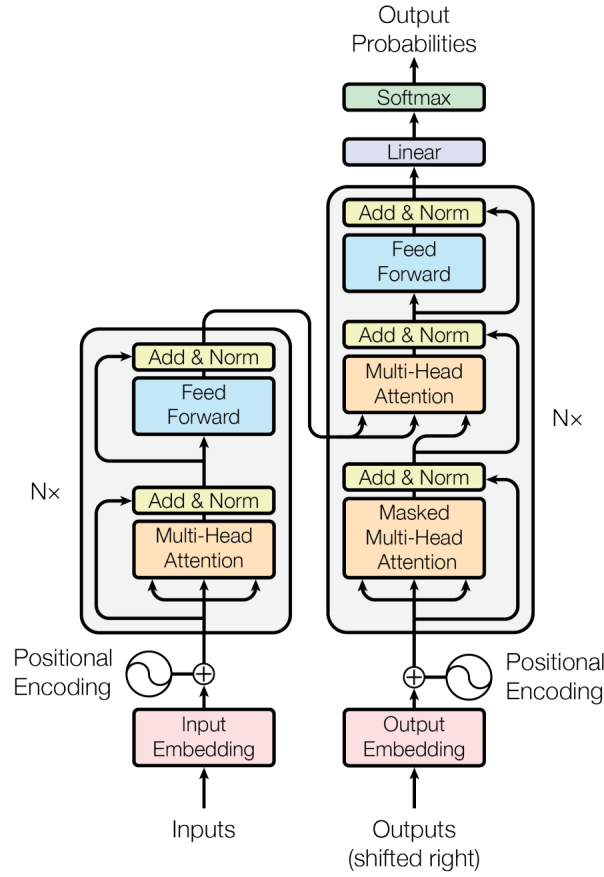 Output
Probabilities
Softmax
Linear
Add & Norm
Feed
Forward
Add & Norm
Multi-Head
Attention
Add & Norm
Masked
Multi-Head
Attention
Nx
Add & Norm
Feed
Forward
Add & Norm
Multi-Head
Attention
Nx
Positional
Encoding
Positional
Encoding
Input
Embedding
Output
Embedding
Inputs
Outputs
(shifted right)